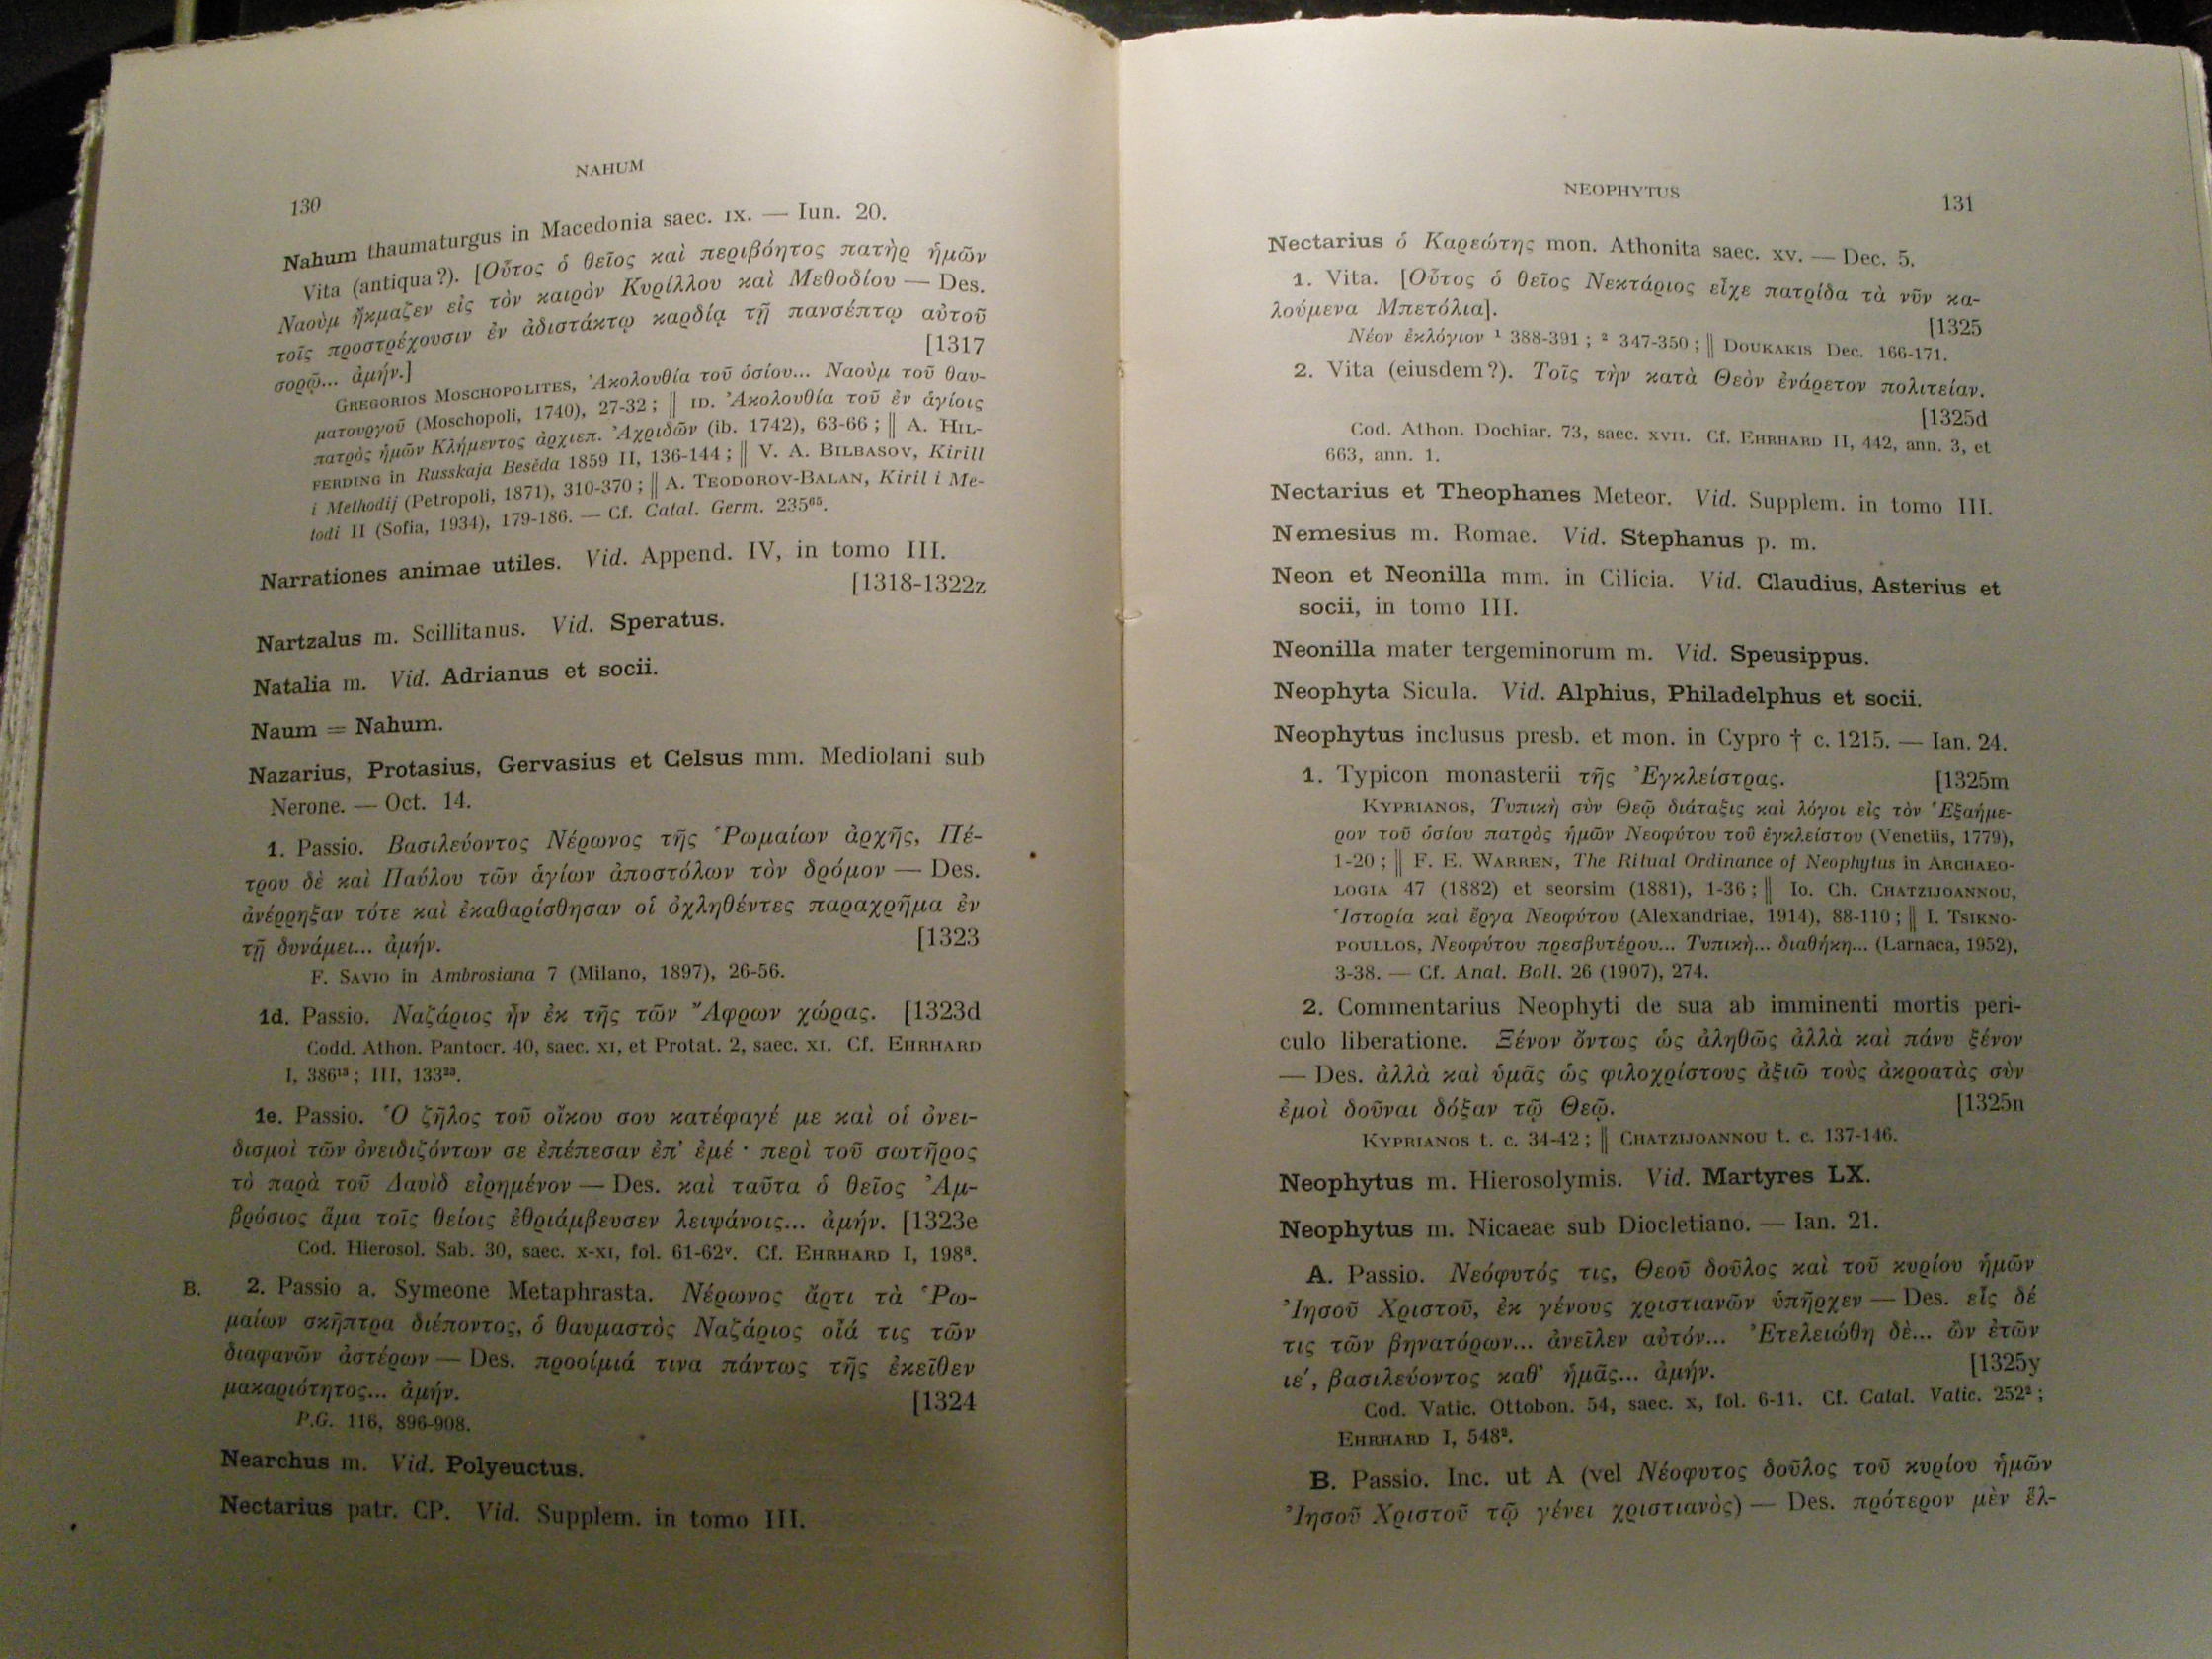 NAHUM
130
Nahum thaumaturgus in Macedonia saec. IX. — Iun. 20.
Vita (antiqua?). [Οὗτος ὁ θεῖος καὶ περιβόητος πατὴρ ἡμῶν
Ναοὺμ ἤκμαζεν εἰς τὸν καιρὸν Κυρίλλου καὶ Μεθοδίου — Des.
τοῖς προστρέχουσιν ἐν ἀδιστάκτῳ καρδίᾳ τῇ πανσέπτῳ αὐτοῦ
σορῷ... ἀμήν.] [1317
GREGORIOS MOSCHOPOLITES, Ἀκολουθία τοῦ ὁσίου... Ναοὺμ τοῦ θαυ-
ματουργοῦ (Moschopoli, 1740), 27-32 ; ‖ ID. Ἀκολουθία τοῦ ἐν ἁγίοις
πατρὸς ἡμῶν Κλήμεντος ἀρχιεπ. Ἀχριδῶν (ib. 1742), 63-66 ; ‖ A. HIL-
FERDING in Russkaja Besěda 1859 II, 136-144 ; ‖ V. A. BILBASOV, Kirill
i Methodij (Petropoli, 1871), 310-370 ; ‖ A. TEODOROV-BALAN, Kiril i Me-
todi II (Sofia, 1934), 179-186. — Cf. Catal. Germ. 235⁶⁵.
Narrationes animae utiles. Vid. Append. IV, in tomo III.
[1318-1322z
Nartzalus m. Scillitanus. Vid. Speratus.
Natalia m. Vid. Adrianus et socii.
Naum = Nahum.
Nazarius, Protasius, Gervasius et Celsus mm. Mediolani sub
Nerone. — Oct. 14.
1. Passio. Βασιλεύοντος Νέρωνος τῆς Ῥωμαίων ἀρχῆς, Πέ-
τρου δὲ καὶ Παύλου τῶν ἁγίων ἀποστόλων τὸν δρόμον — Des.
ἀνέρρηξαν τότε καὶ ἐκαθαρίσθησαν οἱ ὀχληθέντες παραχρῆμα ἐν
τῇ δυνάμει... ἀμήν. [1323
F. SAVIO in Ambrosiana 7 (Milano, 1897), 26-56.
1d. Passio. Ναζάριος ἦν ἐκ τῆς τῶν Ἄφρων χώρας. [1323d
Codd. Athon. Pantocr. 40, saec. XI, et Protat. 2, saec. XI. Cf. EHRHARD
I, 386¹³ ; III, 133²³.
1e. Passio. Ὁ ζῆλος τοῦ οἴκου σου κατέφαγέ με καὶ οἱ ὀνει-
δισμοὶ τῶν ὀνειδιζόντων σε ἐπέπεσαν ἐπ' ἐμέ · περὶ τοῦ σωτῆρος
τὸ παρὰ τοῦ Δαυὶδ εἰρημένον — Des. καὶ ταῦτα ὁ θεῖος Ἀμ-
βρόσιος ἅμα τοῖς θείοις ἐθριάμβευσεν λειψάνοις... ἀμήν. [1323e
Cod. Hierosol. Sab. 30, saec. X-XI, fol. 61-62ᵛ. Cf. EHRHARD I, 198⁸.
B. 2. Passio a. Symeone Metaphrasta. Νέρωνος ἄρτι τὰ Ῥω-
μαίων σκῆπτρα διέποντος, ὁ θαυμαστὸς Ναζάριος οἷά τις τῶν
διαφανῶν ἀστέρων — Des. προοίμιά τινα πάντως τῆς ἐκεῖθεν
μακαριότητος... ἀμήν. [1324
P.G. 116, 896-908.
Nearchus m. Vid. Polyeuctus.
Nectarius patr. CP. Vid. Supplem. in tomo III.
NEOPHYTUS
131
Nectarius ὁ Καρεώτης mon. Athonita saec. XV. — Dec. 5.
1. Vita. [Οὗτος ὁ θεῖος Νεκτάριος εἶχε πατρίδα τὰ νῦν κα-
λούμενα Μπετόλια]. [1325
Νέον ἐκλόγιον ¹ 388-391 ; ² 347-350 ; ‖ DOUKAKIS Dec. 166-171.
2. Vita (eiusdem?). Τοῖς τὴν κατὰ Θεὸν ἐνάρετον πολιτείαν.
[1325d
Cod. Athon. Dochiar. 73, saec. XVII. Cf. EHRHARD II, 442, ann. 3, et
663, ann. 1.
Nectarius et Theophanes Meteor. Vid. Supplem. in tomo III.
Nemesius m. Romae. Vid. Stephanus p. m.
Neon et Neonilla mm. in Cilicia. Vid. Claudius, Asterius et
socii, in tomo III.
Neonilla mater tergeminorum m. Vid. Speusippus.
Neophyta Sicula. Vid. Alphius, Philadelphus et socii.
Neophytus inclusus presb. et mon. in Cypro † c. 1215. — Ian. 24.
1. Typicon monasterii τῆς Ἐγκλείστρας. [1325m
KYPRIANOS, Τυπικὴ σὺν Θεῷ διάταξις καὶ λόγοι εἰς τὸν Ἑξαήμε-
ρον τοῦ ὁσίου πατρὸς ἡμῶν Νεοφύτου τοῦ ἐγκλείστου (Venetiis, 1779),
1-20 ; ‖ F. E. WARREN, The Ritual Ordinance of Neophytus in ARCHAEO-
LOGIA 47 (1882) et seorsim (1881), 1-36 ; ‖ Io. Ch. CHATZIJOANNOU,
Ἱστορία καὶ ἔργα Νεοφύτου (Alexandriae, 1914), 88-110 ; ‖ I. TSIKNO-
POULLOS, Νεοφύτου πρεσβυτέρου... Τυπικὴ... διαθήκη... (Larnaca, 1952),
3-38. — Cf. Anal. Boll. 26 (1907), 274.
2. Commentarius Neophyti de sua ab imminenti mortis peri-
culo liberatione. Ξένον ὄντως ὡς ἀληθῶς ἀλλὰ καὶ πάνυ ξένον
— Des. ἀλλὰ καὶ ὑμᾶς ὡς φιλοχρίστους ἀξιῶ τοὺς ἀκροατὰς σὺν
ἐμοὶ δοῦναι δόξαν τῷ Θεῷ. [1325n
KYPRIANOS t. c. 34-42 ; ‖ CHATZIJOANNOU t. c. 137-146.
Neophytus m. Hierosolymis. Vid. Martyres LX.
Neophytus m. Nicaeae sub Diocletiano. — Ian. 21.
A. Passio. Νεόφυτός τις, Θεοῦ δοῦλος καὶ τοῦ κυρίου ἡμῶν
Ἰησοῦ Χριστοῦ, ἐκ γένους χριστιανῶν ὑπῆρχεν — Des. εἷς δέ
τις τῶν βηνατόρων... ἀνεῖλεν αὐτόν... Ἐτελειώθη δὲ... ὢν ἐτῶν
ιε΄, βασιλεύοντος καθ' ἡμᾶς... ἀμήν. [1325y
Cod. Vatic. Ottobon. 54, saec. X, fol. 6-11. Cf. Catal. Vatic. 252² ;
EHRHARD I, 548².
B. Passio. Inc. ut A (vel Νέοφυτος δοῦλος τοῦ κυρίου ἡμῶν
Ἰησοῦ Χριστοῦ τῷ γένει χριστιανὸς) — Des. πρότερον μὲν ἑλ-